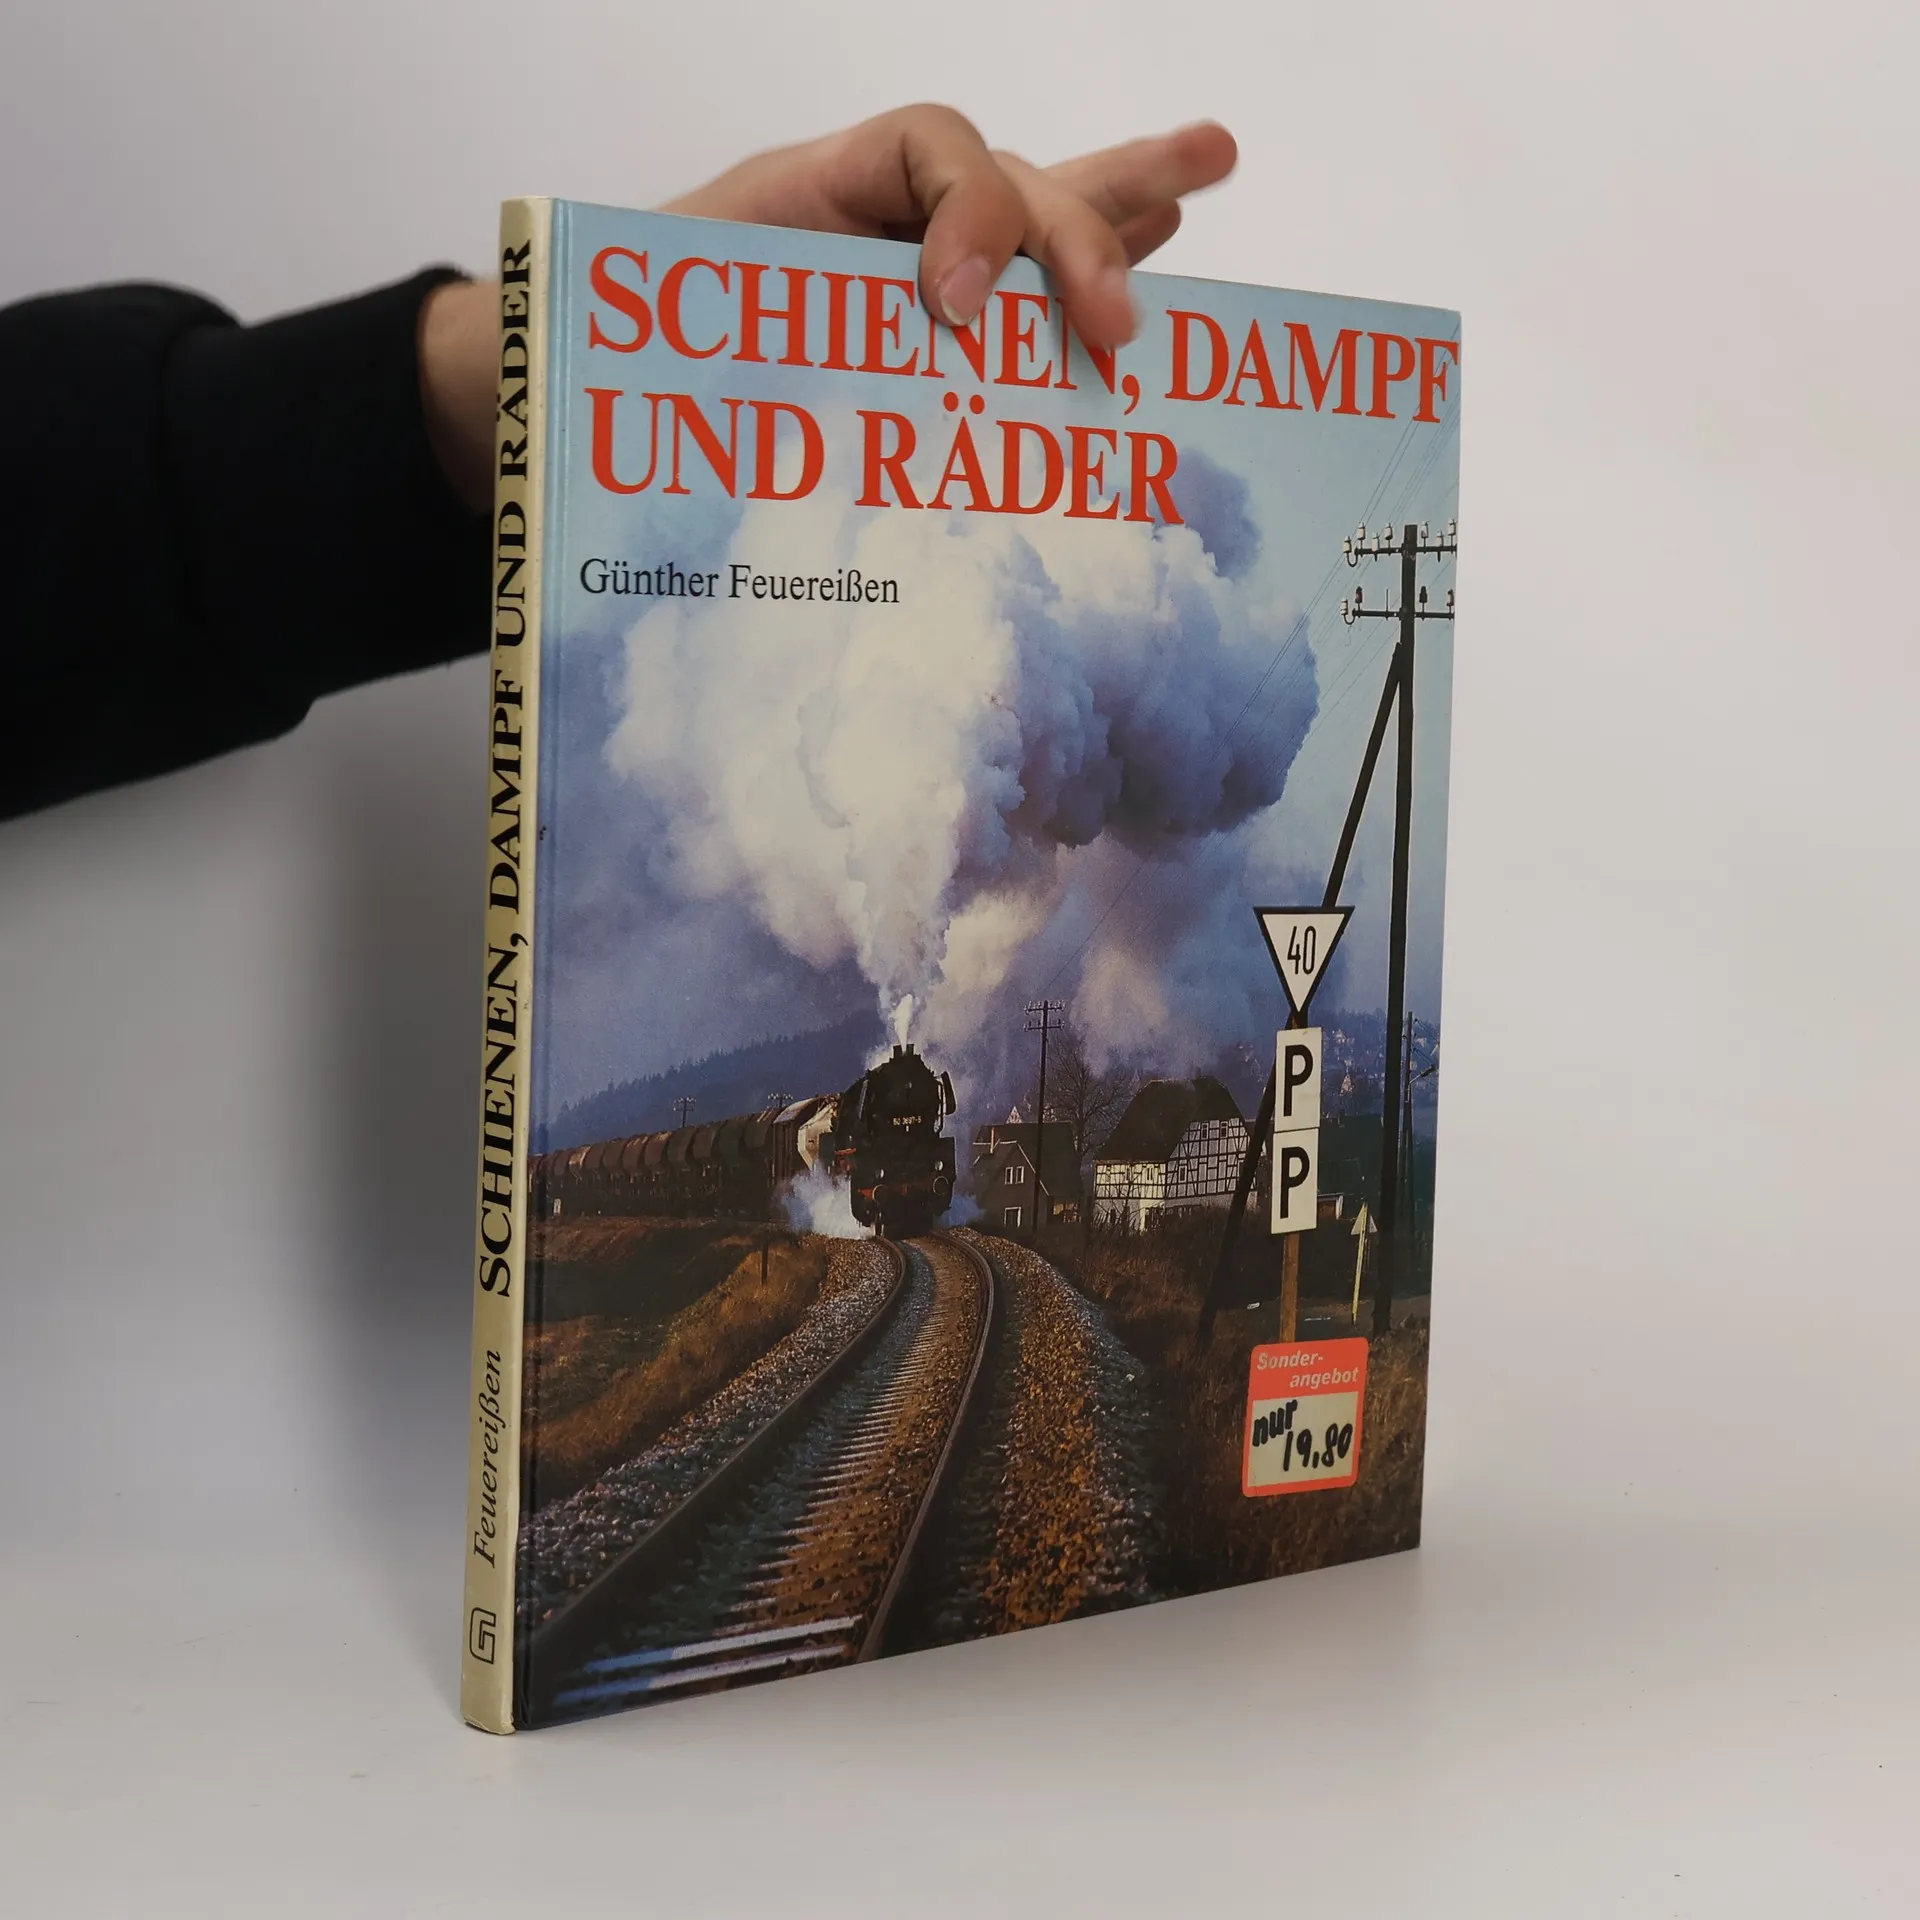 SCHIENEN, DAMPF
UND RÄDER
Günther Feuereißen
40
P
P
Sonder-
angebot
nur
19,80
Feuereißen SCHIENEN, DAMPF UND RÄDER